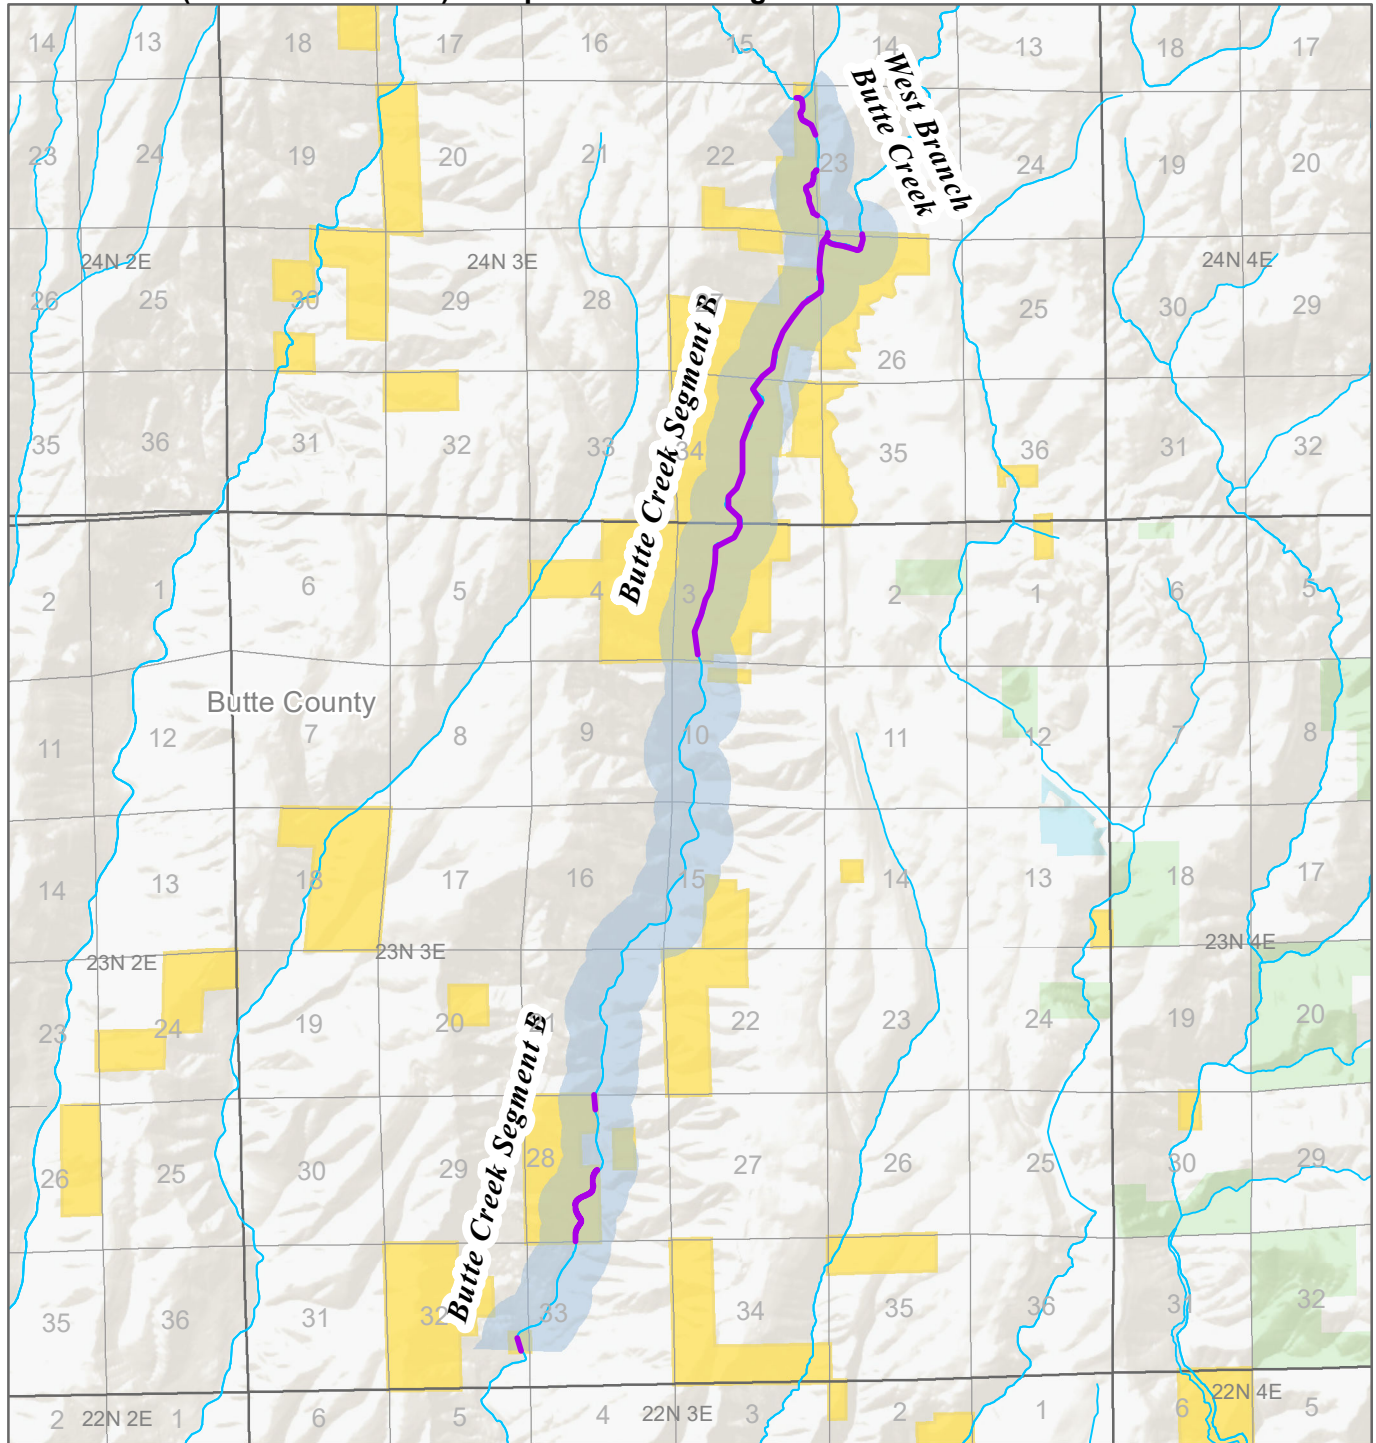 14 13 18 17 16 15 14 13 18 17
West Branch
Butte Creek
23 24 19 20 21 22 23 24 19 20
24N 2E 24N 3E 24N 4E
26 25 30 29 28 27 26 25 30 29
Butte Creek Segment B
35 36 31 32 33 34 35 36 31 32
2 1 6 5 4 3 2 1 6 5
Butte County
11 12 7 8 9 10 11 12 7 8
14 13 18 17 16 15 14 13 18 17
23N 2E 23N 3E 23N 4E
23 24 19 20 22 23 24 19 20
Butte Creek Segment B
26 25 30 29 28 27 26 25 30 29
35 36 31 32 33 34 35 36 31 32
2 22N 2E 1 6 5 4 22N 3E 3 2 1 6 22N 4E 5